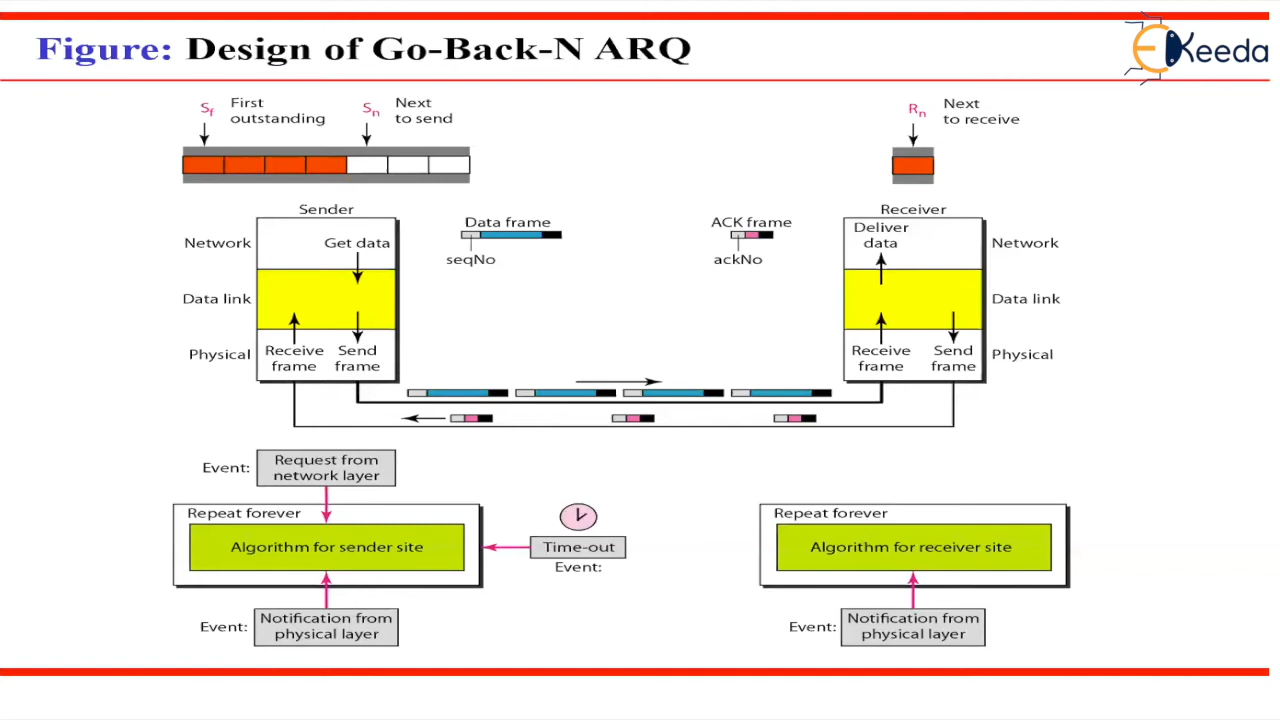 Figure: Design of Go-Back-N ARQ
EKeeda
Sf First outstanding
Sn Next to send
Rn Next to receive
Sender
Receiver
Data frame
seqNo
ACK frame
ackNo
Network
Get data
Data link
Physical
Receive frame
Send frame
Deliver data
Network
Data link
Receive frame
Send frame
Physical
Event:
Request from
network layer
Repeat forever
Algorithm for sender site
Time-out
Event:
Event:
Notification from
physical layer
Repeat forever
Algorithm for receiver site
Event:
Notification from
physical layer